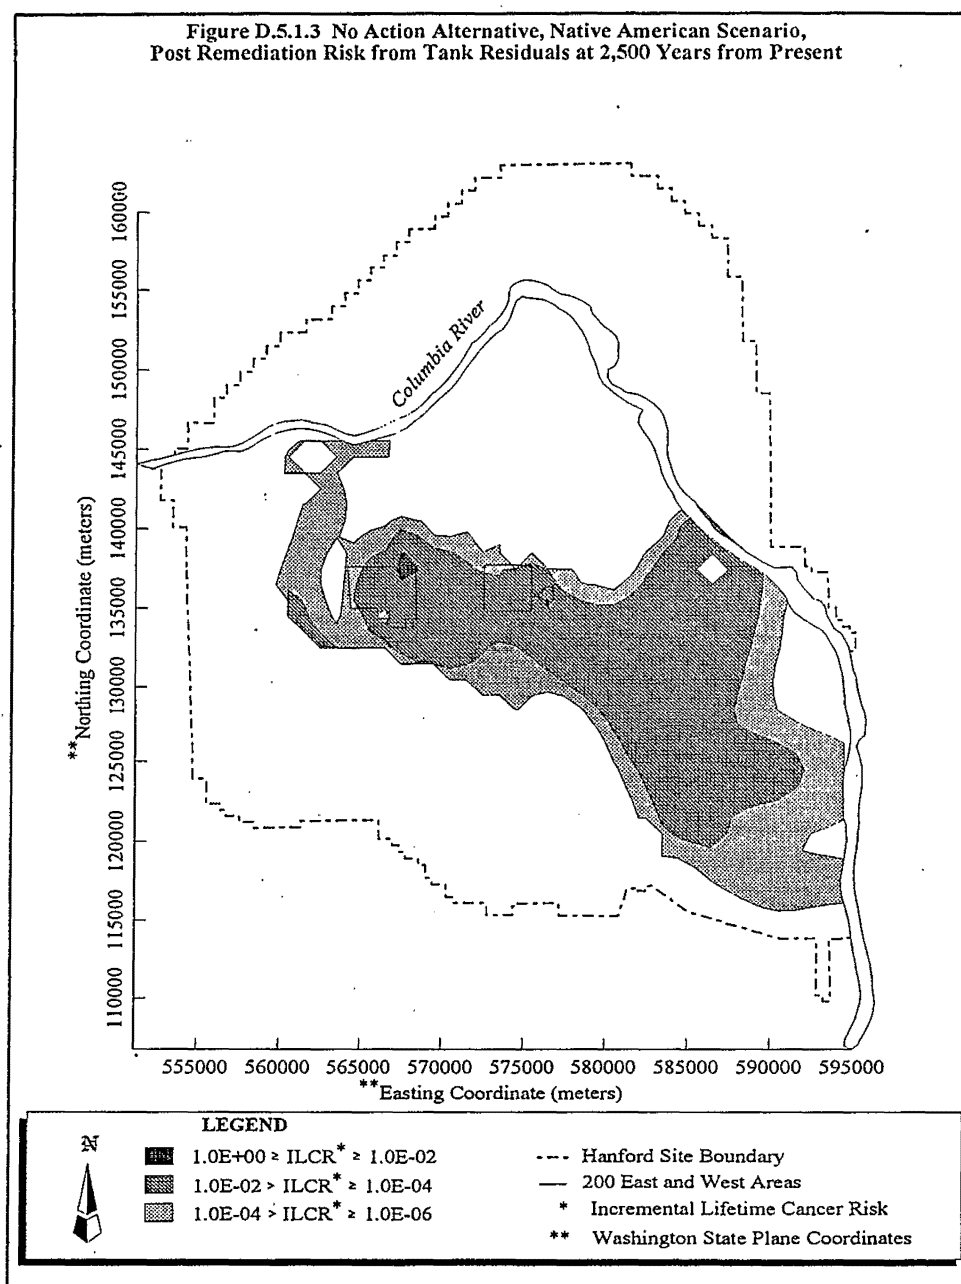 Figure D.5.1.3 No Action Alternative, Native American Scenario,
Post Remediation Risk from Tank Residuals at 2,500 Years from Present
160000
155000
150000
145000
140000
135000
130000
125000
120000
115000
110000
**Northing Coordinate (meters)
Columbia River
555000 560000 565000 570000 575000 580000 585000 590000 595000
**Easting Coordinate (meters)
LEGEND
N
1.0E+00 ≥ ILCR* ≥ 1.0E-02
1.0E-02 > ILCR* ≥ 1.0E-04
1.0E-04 > ILCR* ≥ 1.0E-06
Hanford Site Boundary
200 East and West Areas
* Incremental Lifetime Cancer Risk
** Washington State Plane Coordinates